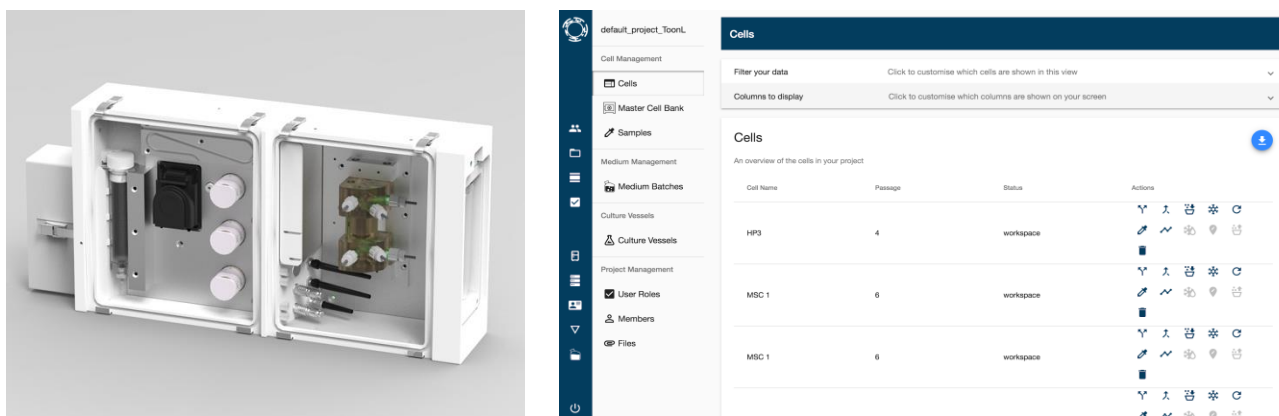 default_project_ToonL
Cell Management
Cells
Master Cell Bank
Samples
Medium Management
Medium Batches
Culture Vessels
Culture Vessels
Project Management
User Roles
Members
Files
Cells
Filter your data Click to customise which cells are shown in this view
Columns to display Click to customise which columns are shown on your screen
Cells
An overview of the cells in your project
Cell Name Passage Status Actions
HP3 4 workspace
MSC 1 6 workspace
MSC 1 6 workspace